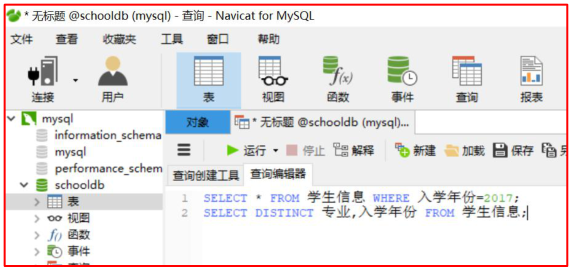 * 无标题 @schooldb (mysql) - 查询 - Navicat for MySQL
文件 查看 收藏夹 工具 窗口 帮助
f(x)
连接 用户 表 视图 函数 事件 查询 报表
mysql
information_schema
mysql
performance_schem
schooldb
表
视图
f() 函数
事件
对象 * 无标题 @schooldb (mysql)...
运行 停止 解释 新建 加载 保存
查询创建工具 查询编辑器
1 SELECT * FROM 学生信息 WHERE 入学年份=2017;
2 SELECT DISTINCT 专业,入学年份 FROM 学生信息;